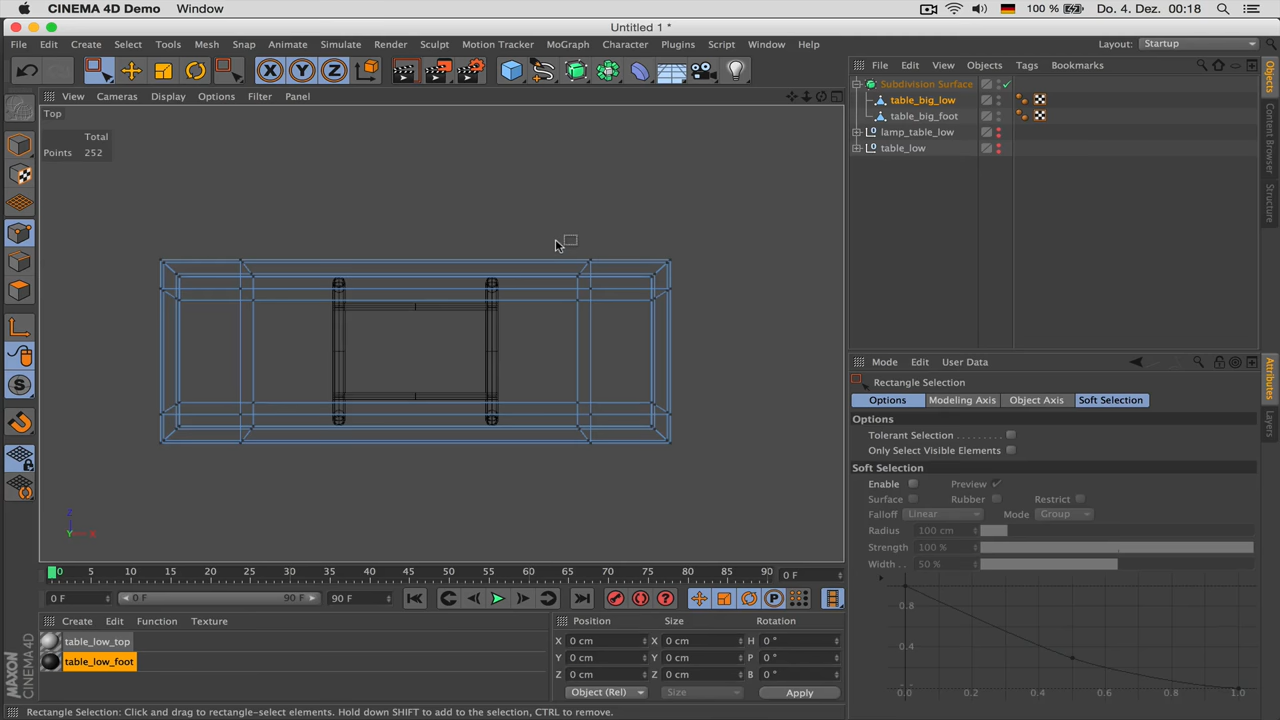 CINEMA 4D Demo Window 100 % Do. 4. Dez. 00:18
Untitled 1 *
File Edit Create Select Tools Mesh Snap Animate Simulate Render Sculpt Motion Tracker MoGraph Character Plugins Script Window Help Layout: Startup
X Y Z
File Edit View Objects Tags Bookmarks
Subdivision Surface
table_big_low
table_big_foot
lamp_table_low
table_low
View Cameras Display Options Filter Panel
Top
Total
Points 252
Z
Y X
Objects
Content Browser
Structure
Mode Edit User Data
Rectangle Selection
Options Modeling Axis Object Axis Soft Selection
Options
Tolerant Selection
Only Select Visible Elements
Soft Selection
Enable Preview
Surface Rubber Restrict
Falloff Linear Mode Group
Radius 100 cm
Strength 100 %
Width 50 %
0.8
0.4
0.0 0.2 0.4 0.6 0.8 1.0
Attributes
Layers
0 5 10 15 20 25 30 35 40 45 50 55 60 65 70 75 80 85 90 0 F
0 F 0 F 90 F 90 F
Create Edit Function Texture
table_low_top
table_low_foot
Position Size Rotation
X 0 cm X 0 cm H 0 °
Y 0 cm Y 0 cm P 0 °
Z 0 cm Z 0 cm B 0 °
Object (Rel) Size Apply
MAXON
CINEMA 4D
Rectangle Selection: Click and drag to rectangle-select elements. Hold down SHIFT to add to the selection, CTRL to remove.